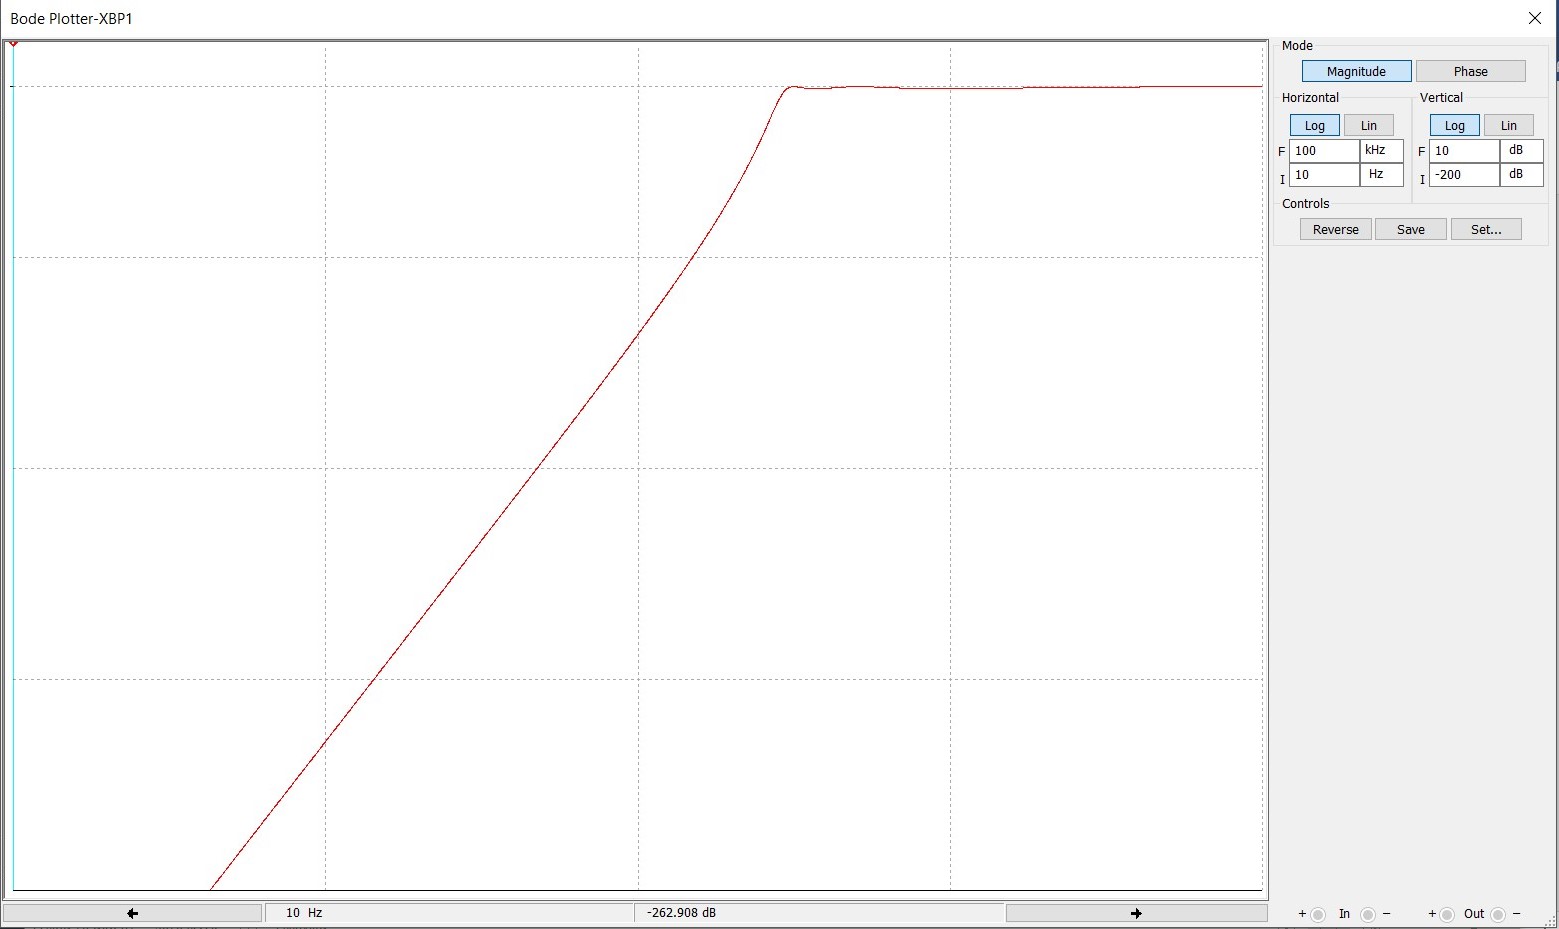 Bode Plotter-XBP1
Mode
Magnitude Phase
Horizontal Vertical
Log Lin Log Lin
F 100 kHz F 10 dB
I 10 Hz I -200 dB
Controls
Reverse Save Set...
10 Hz -262.908 dB
+ In − + Out −